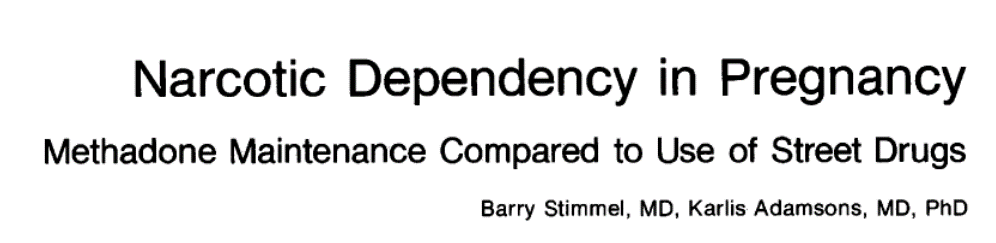 Narcotic Dependency in Pregnancy
Methadone Maintenance Compared to Use of Street Drugs
Barry Stimmel, MD, Karlis Adamsons, MD, PhD